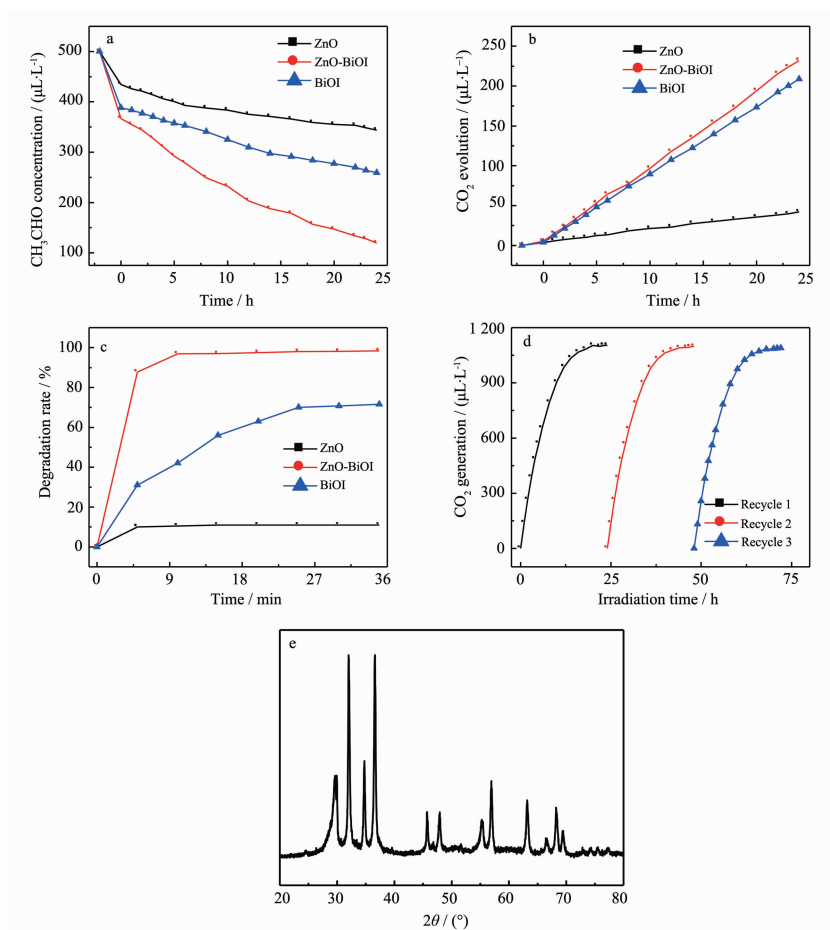 a
ZnO
ZnO-BiOI
BiOI
500
400
300
200
100
0 5 10 15 20 25
CH₃CHO concentration / (μL·L⁻¹)
Time / h
b
ZnO
ZnO-BiOI
BiOI
250
200
150
100
50
0
0 5 10 15 20 25
CO₂ evolution / (μL·L⁻¹)
Time / h
c
ZnO
ZnO-BiOI
BiOI
100
80
60
40
20
0
0 9 18 27 36
Degradation rate / %
Time / min
d
1 200
900
600
300
0
Recycle 1
Recycle 2
Recycle 3
0 25 50 75
CO₂ generation / (μL·L⁻¹)
Irradiation time / h
e
20 30 40 50 60 70 80
2θ / (°)